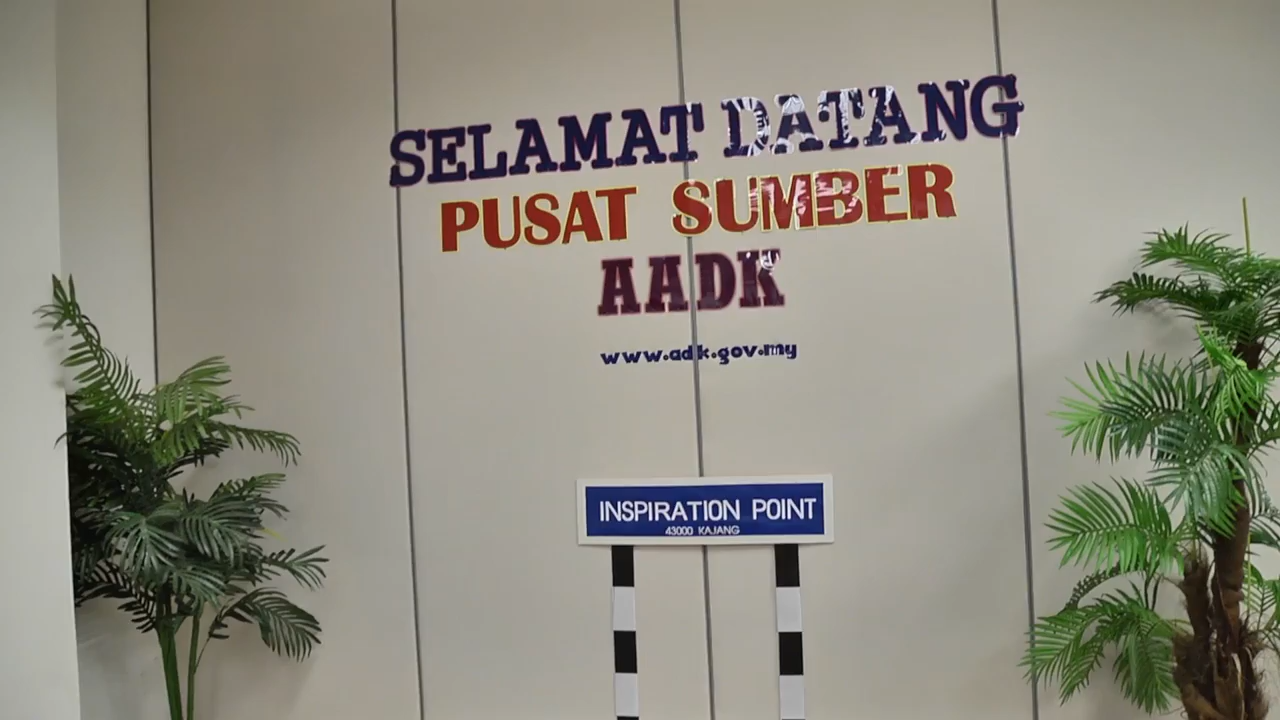 SELAMAT DATANG
PUSAT SUMBER
AADK
www.adk.gov.my
INSPIRATION POINT
43000 KAJANG